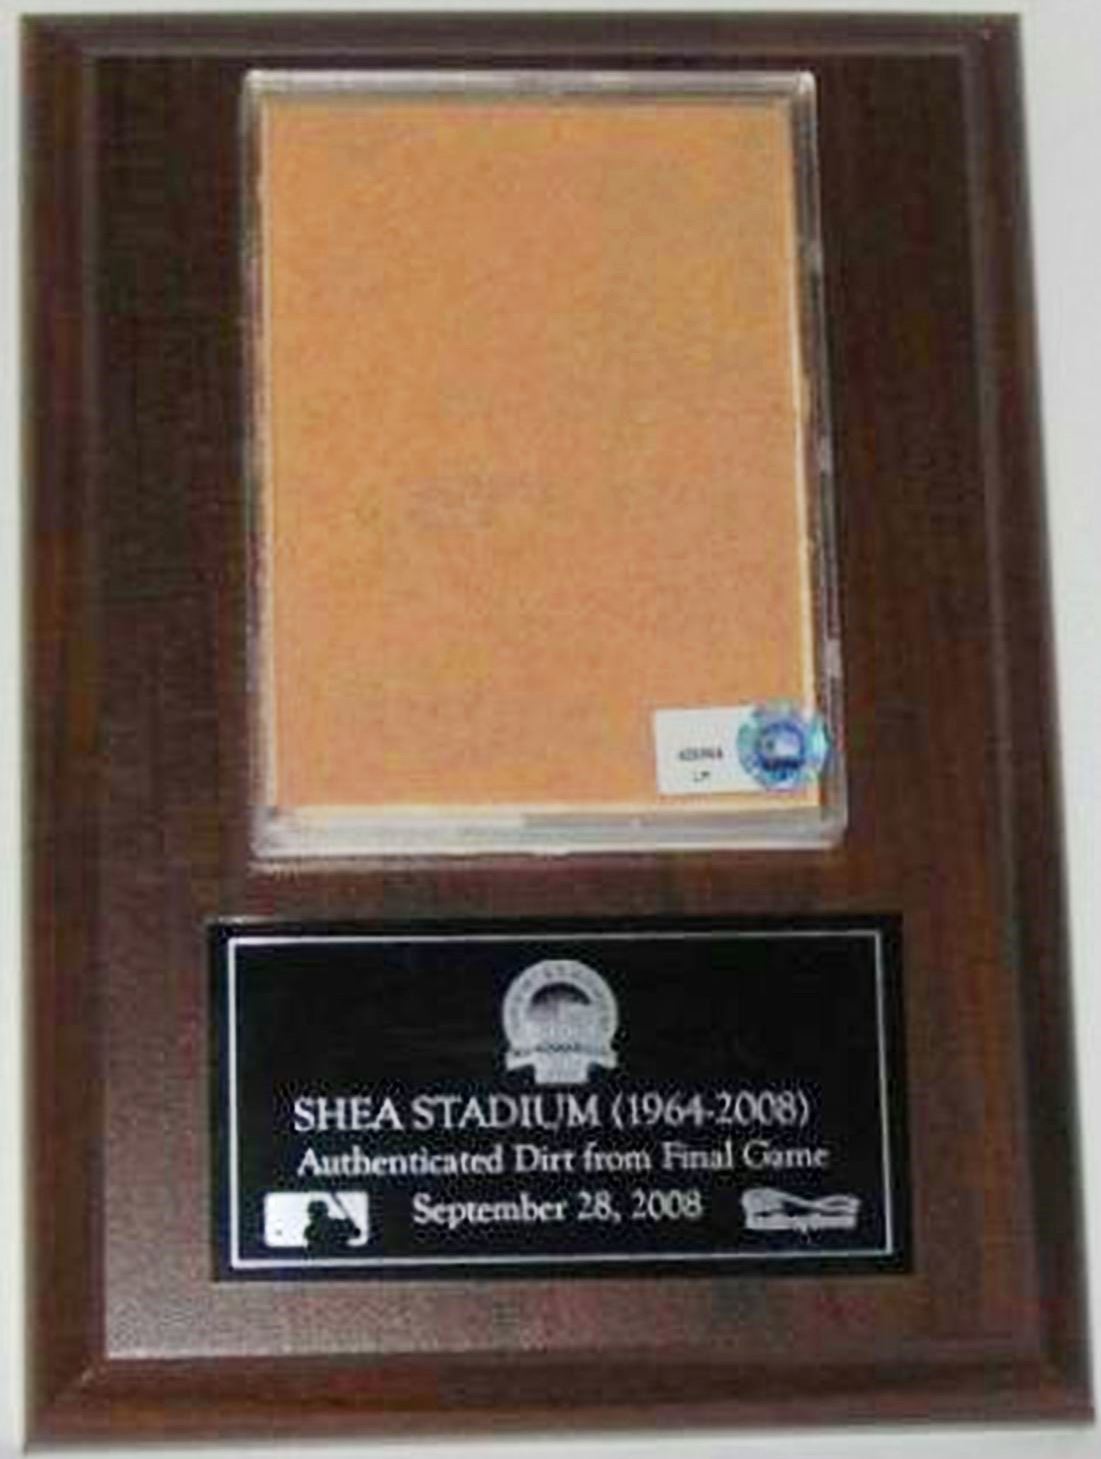 SHEA STADIUM (1964-2008)
Authenticated Dirt from Final Game
September 28, 2008